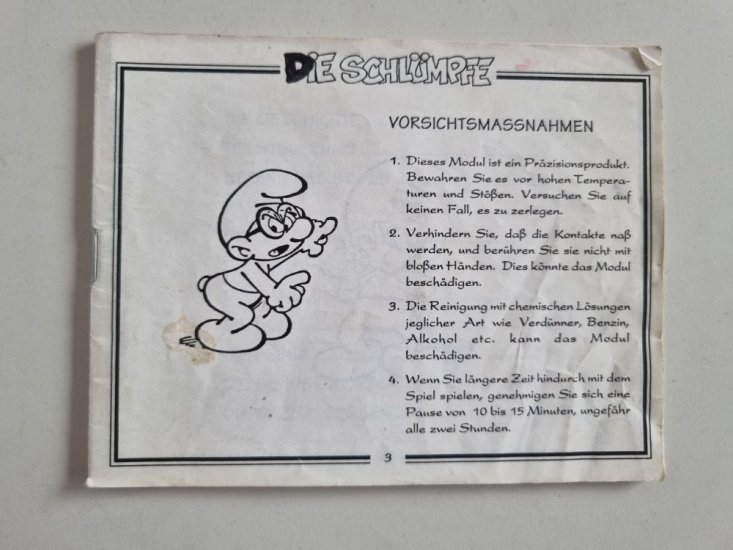 DIE SCHLÜMPFE
VORSICHTSMASSNAHMEN
1. Dieses Modul ist ein Präzisionsprodukt.
Bewahren Sie es vor hohen Tempera-
turen und Stößen. Versuchen Sie auf
keinen Fall, es zu zerlegen.
2. Verhindern Sie, daß die Kontakte naß
werden, und berühren Sie sie nicht mit
bloßen Händen. Dies könnte das Modul
beschädigen.
3. Die Reinigung mit chemischen Lösungen
jeglicher Art wie Verdünner, Benzin,
Alkohol etc. kann das Modul
beschädigen.
4. Wenn Sie längere Zeit hindurch mit dem
Spiel spielen, genehmigen Sie sich eine
Pause von 10 bis 15 Minuten, ungefähr
alle zwei Stunden.
3